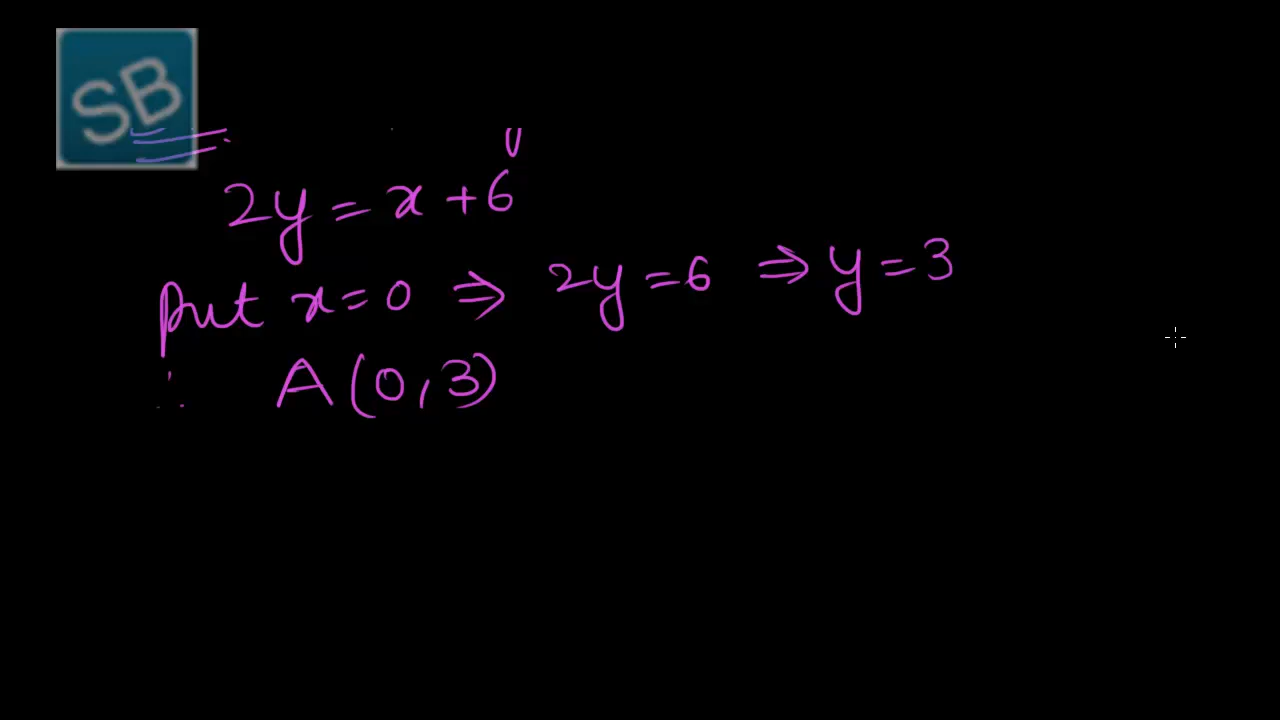 SB
2y = x + 6
Put x = 0 ⇒ 2y = 6 ⇒ y = 3
∴ A (0, 3)